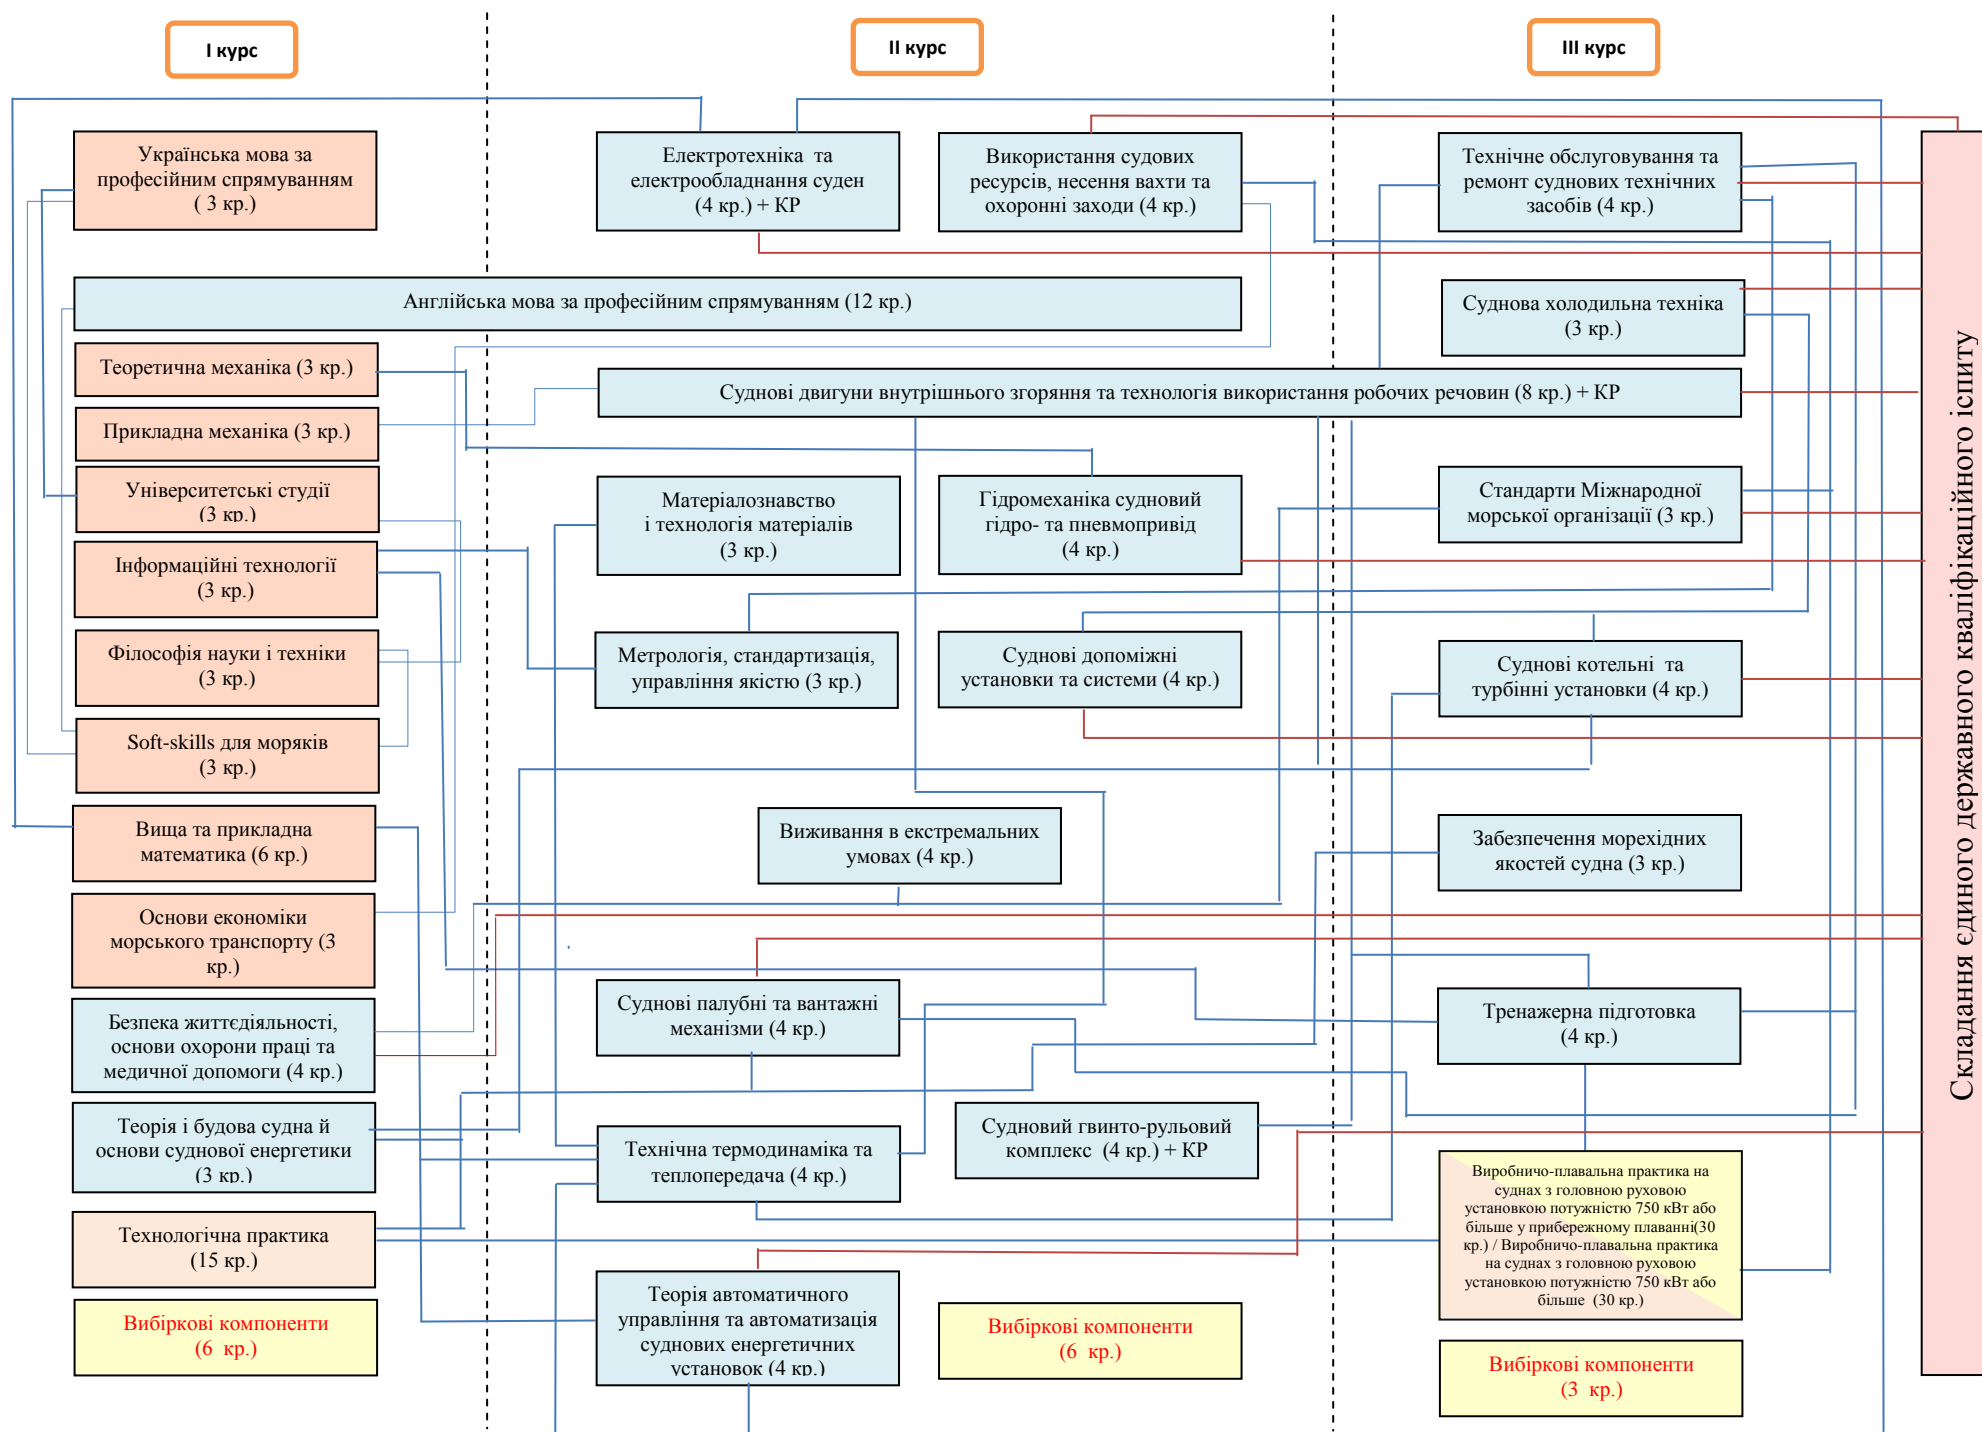 І курс
ІІ курс
ІІІ курс
Українська мова за
професійним спрямуванням
( 3 кр.)
Електротехніка та
електрообладнання суден
(4 кр.) + КР
Використання судових
ресурсів, несення вахти та
охоронні заходи (4 кр.)
Технічне обслуговування та
ремонт суднових технічних
засобів (4 кр.)
Англійська мова за професійним спрямуванням (12 кр.)
Суднова холодильна техніка
(3 кр.)
Теоретична механіка (3 кр.)
Суднові двигуни внутрішнього згоряння та технологія використання робочих речовин (8 кр.) + КР
Прикладна механіка (3 кр.)
Університетські студії
(3 кр.)
Матеріалознавство
і технологія матеріалів
(3 кр.)
Гідромеханіка судновий
гідро- та пневмопривід
(4 кр.)
Стандарти Міжнародної
морської організації (3 кр.)
Інформаційні технології
(3 кр.)
Філософія науки і техніки
(3 кр.)
Метрологія, стандартизація,
управління якістю (3 кр.)
Суднові допоміжні
установки та системи (4 кр.)
Суднові котельні та
турбінні установки (4 кр.)
Soft-skills для моряків
(3 кр.)
Вища та прикладна
математика (6 кр.)
Виживання в екстремальних
умовах (4 кр.)
Забезпечення морехідних
якостей судна (3 кр.)
Основи економіки
морського транспорту (3
кр.)
Безпека життєдіяльності,
основи охорони праці та
медичної допомоги (4 кр.)
Суднові палубні та вантажні
механізми (4 кр.)
Тренажерна підготовка
(4 кр.)
Теорія і будова судна й
основи суднової енергетики
(3 кр.)
Технічна термодинаміка та
теплопередача (4 кр.)
Судновий гвинто-рульовий
комплекс (4 кр.) + КР
Виробничо-плавальна практика на
суднах з головною руховою
установкою потужністю 750 кВт або
більше у прибережному плаванні(30
кр.) / Виробничо-плавальна практика
на суднах з головною руховою
установкою потужністю 750 кВт або
більше (30 кр.)
Технологічна практика
(15 кр.)
Теорія автоматичного
управління та автоматизація
суднових енергетичних
установок (4 кр.)
Вибіркові компоненти
(6 кр.)
Вибіркові компоненти
(6 кр.)
Вибіркові компоненти
(3 кр.)
Складання єдиного державного кваліфікаційного іспиту